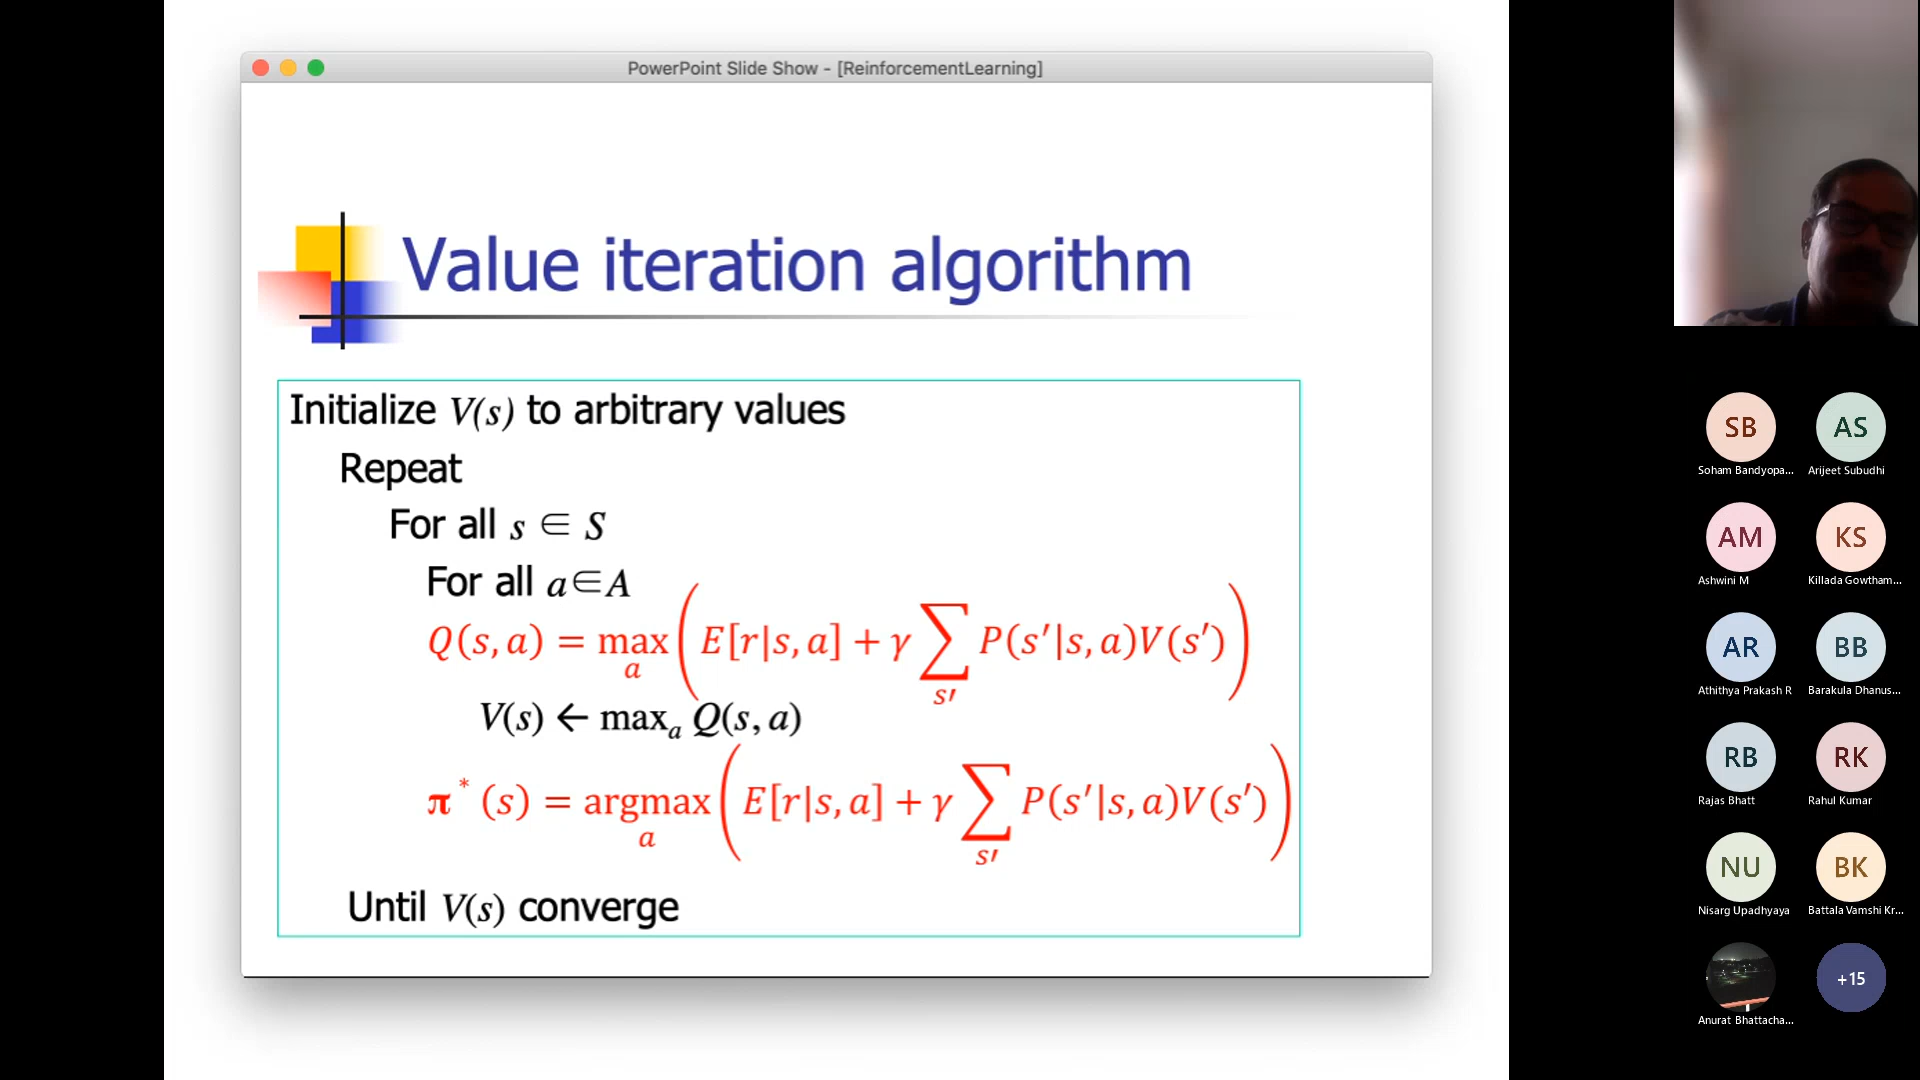 PowerPoint Slide Show - [ReinforcementLearning]
Value iteration algorithm
Initialize V(s) to arbitrary values
Repeat
For all s ∈ S
For all a∈A
Q(s, a) = max_a ( E[r|s, a] + γ ∑_{s′} P(s′|s, a)V(s′) )
V(s) ← max_a Q(s, a)
π*(s) = argmax_a ( E[r|s, a] + γ ∑_{s′} P(s′|s, a)V(s′) )
Until V(s) converge
SB
AS
Soham Bandyopa...
Arijeet Subudhi
AM
KS
Ashwini M
Killada Gowtham...
AR
BB
Athithya Prakash R
Barakula Dhanus...
RB
RK
Rajas Bhatt
Rahul Kumar
NU
BK
Nisarg Upadhyaya
Battala Vamshi Kr...
+15
Anurat Bhattacha...